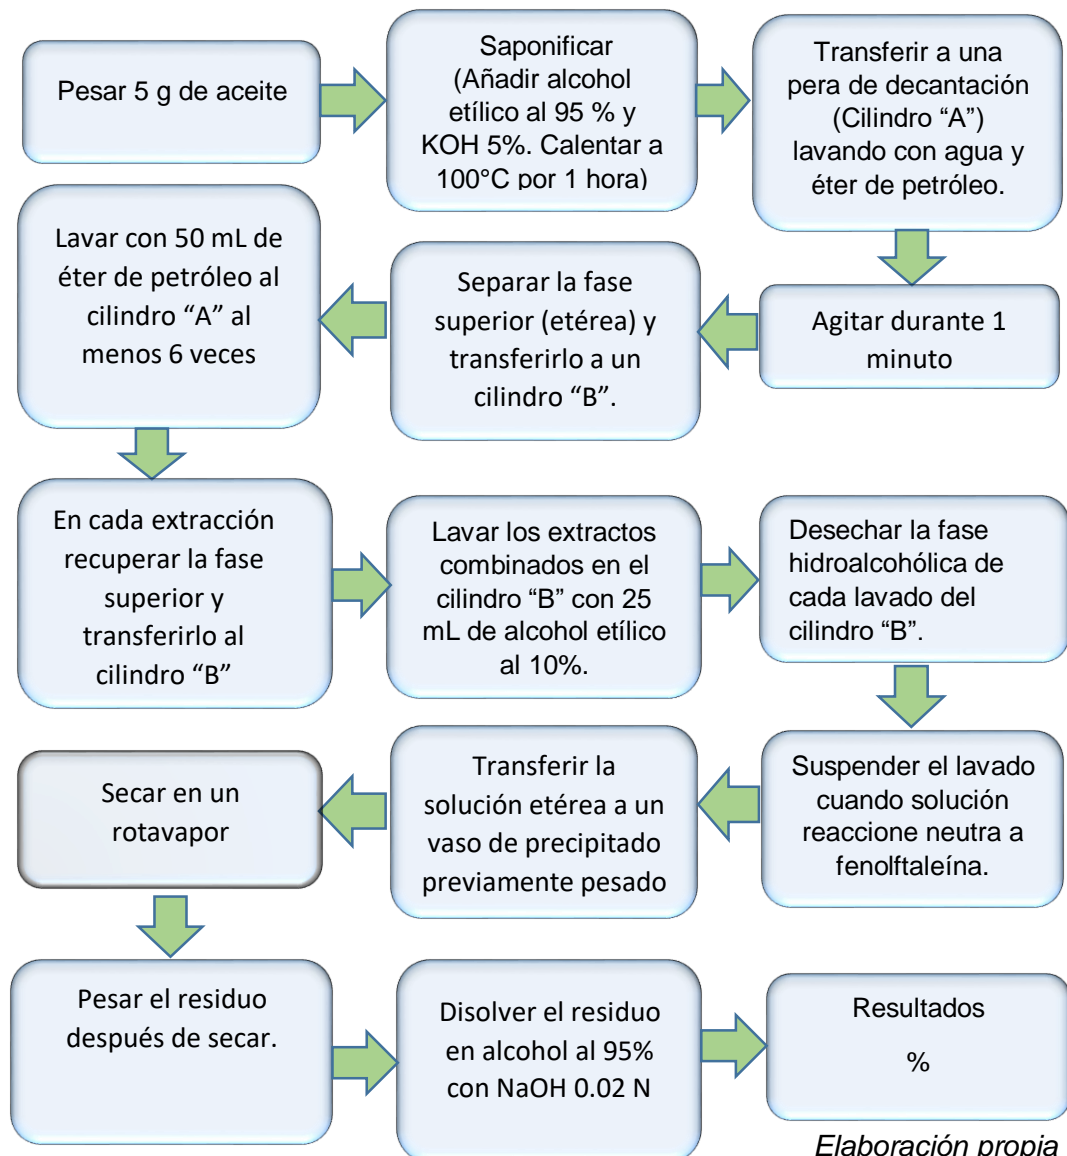 Pesar 5 g de aceite
Saponificar
(Añadir alcohol
etílico al 95 % y
KOH 5%. Calentar a
100°C por 1 hora)
Transferir a una
pera de decantación
(Cilindro “A”)
lavando con agua y
éter de petróleo.
Agitar durante 1
minuto
Separar la fase
superior (etérea) y
transferirlo a un
cilindro “B”.
Lavar con 50 mL de
éter de petróleo al
cilindro “A” al
menos 6 veces
En cada extracción
recuperar la fase
superior y
transferirlo al
cilindro “B”
Lavar los extractos
combinados en el
cilindro “B” con 25
mL de alcohol etílico
al 10%.
Desechar la fase
hidroalcohólica de
cada lavado del
cilindro “B”.
Suspender el lavado
cuando solución
reaccione neutra a
fenolftaleína.
Transferir la
solución etérea a un
vaso de precipitado
previamente pesado
Secar en un
rotavapor
Pesar el residuo
después de secar.
Disolver el residuo
en alcohol al 95%
con NaOH 0.02 N
Resultados
%
Elaboración propia